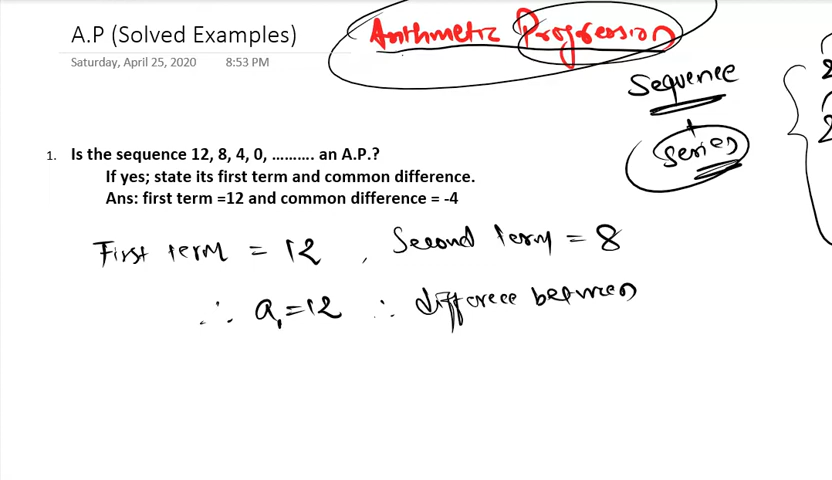 A.P (Solved Examples)
Arithmetic Progression
Saturday, April 25, 2020 8:53 PM
Sequence
+
Series
1. Is the sequence 12, 8, 4, 0, .......... an A.P.?
If yes; state its first term and common difference.
Ans: first term =12 and common difference = -4
First term = 12 , Second term = 8
∴ a₁=12 ∴ differece between